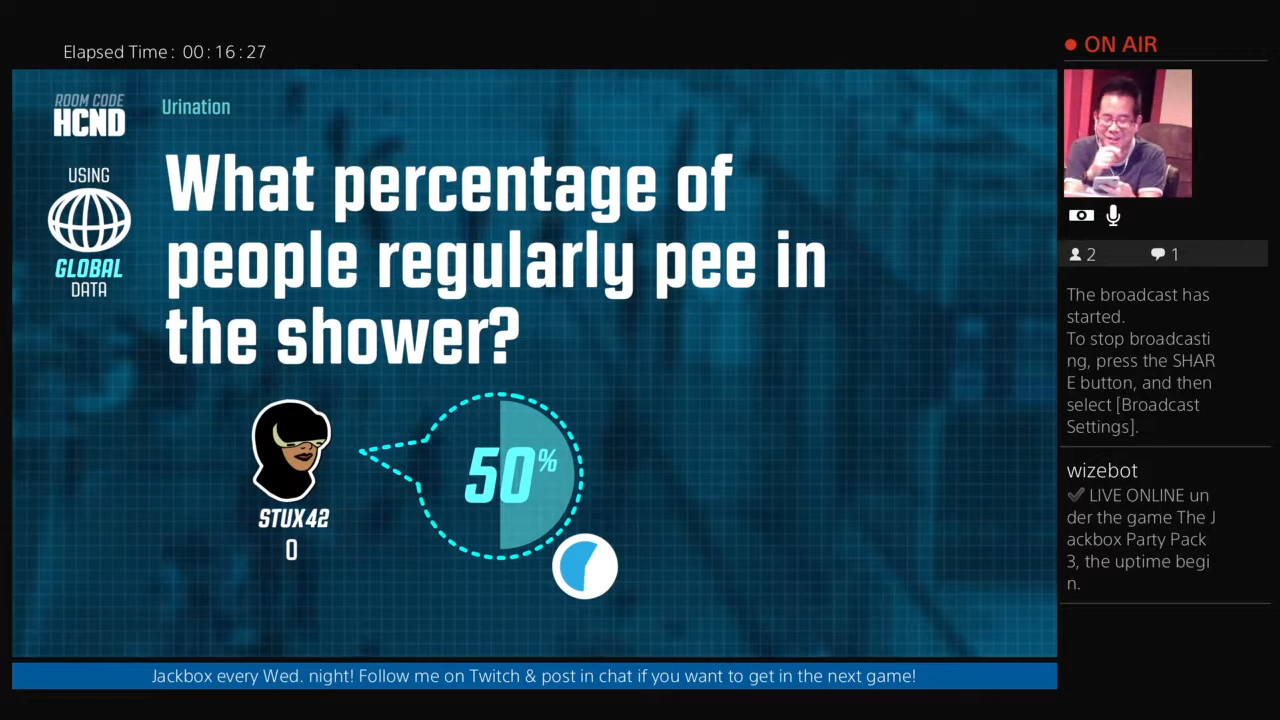 Elapsed Time: 00:16:27
ON AIR
ROOM CODE
HCND
Urination
USING
GLOBAL
DATA
What percentage of
people regularly pee in
the shower?
50%
STUX42
0
2
1
The broadcast has
started.
To stop broadcasti
ng, press the SHAR
E button, and then
select [Broadcast
Settings].
wizebot
✔ LIVE ONLINE un
der the game The J
ackbox Party Pack
3, the uptime begi
n.
Jackbox every Wed. night! Follow me on Twitch & post in chat if you want to get in the next game!